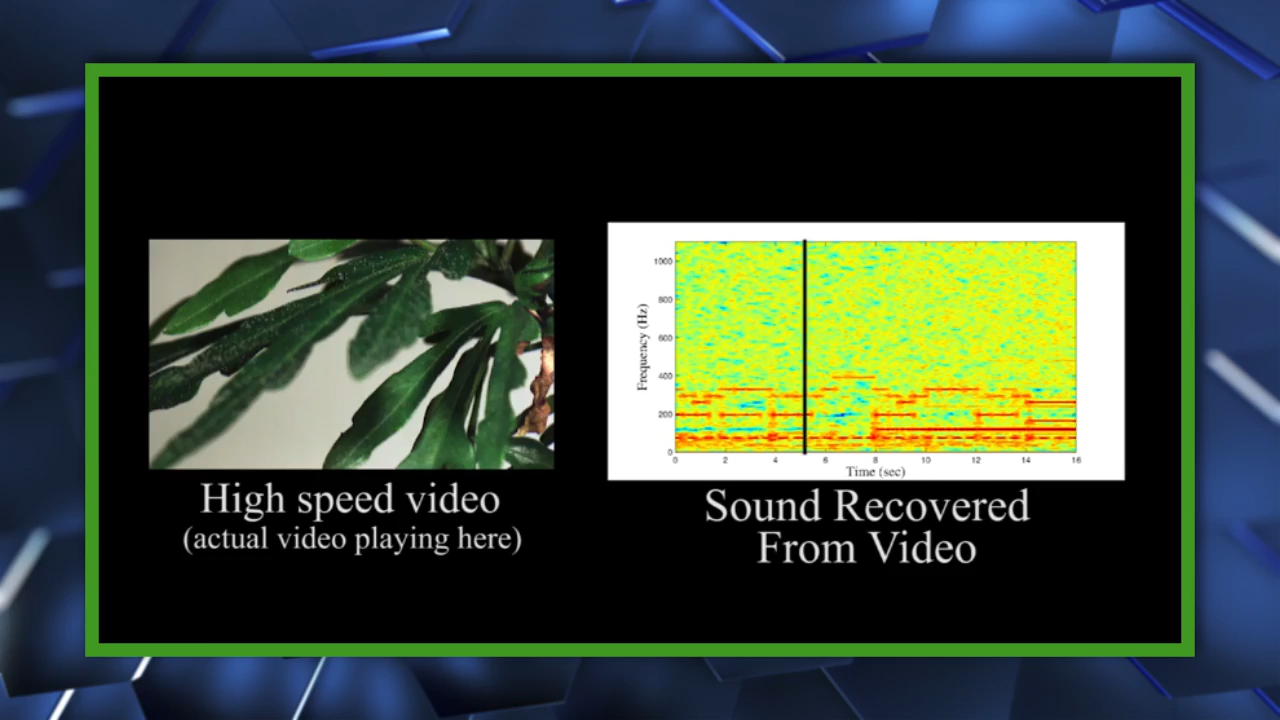 High speed video
(actual video playing here)
1000
800
600
400
200
0
Frequency (Hz)
0 2 4 6 8 10 12 14 16
Time (sec)
Sound Recovered
From Video